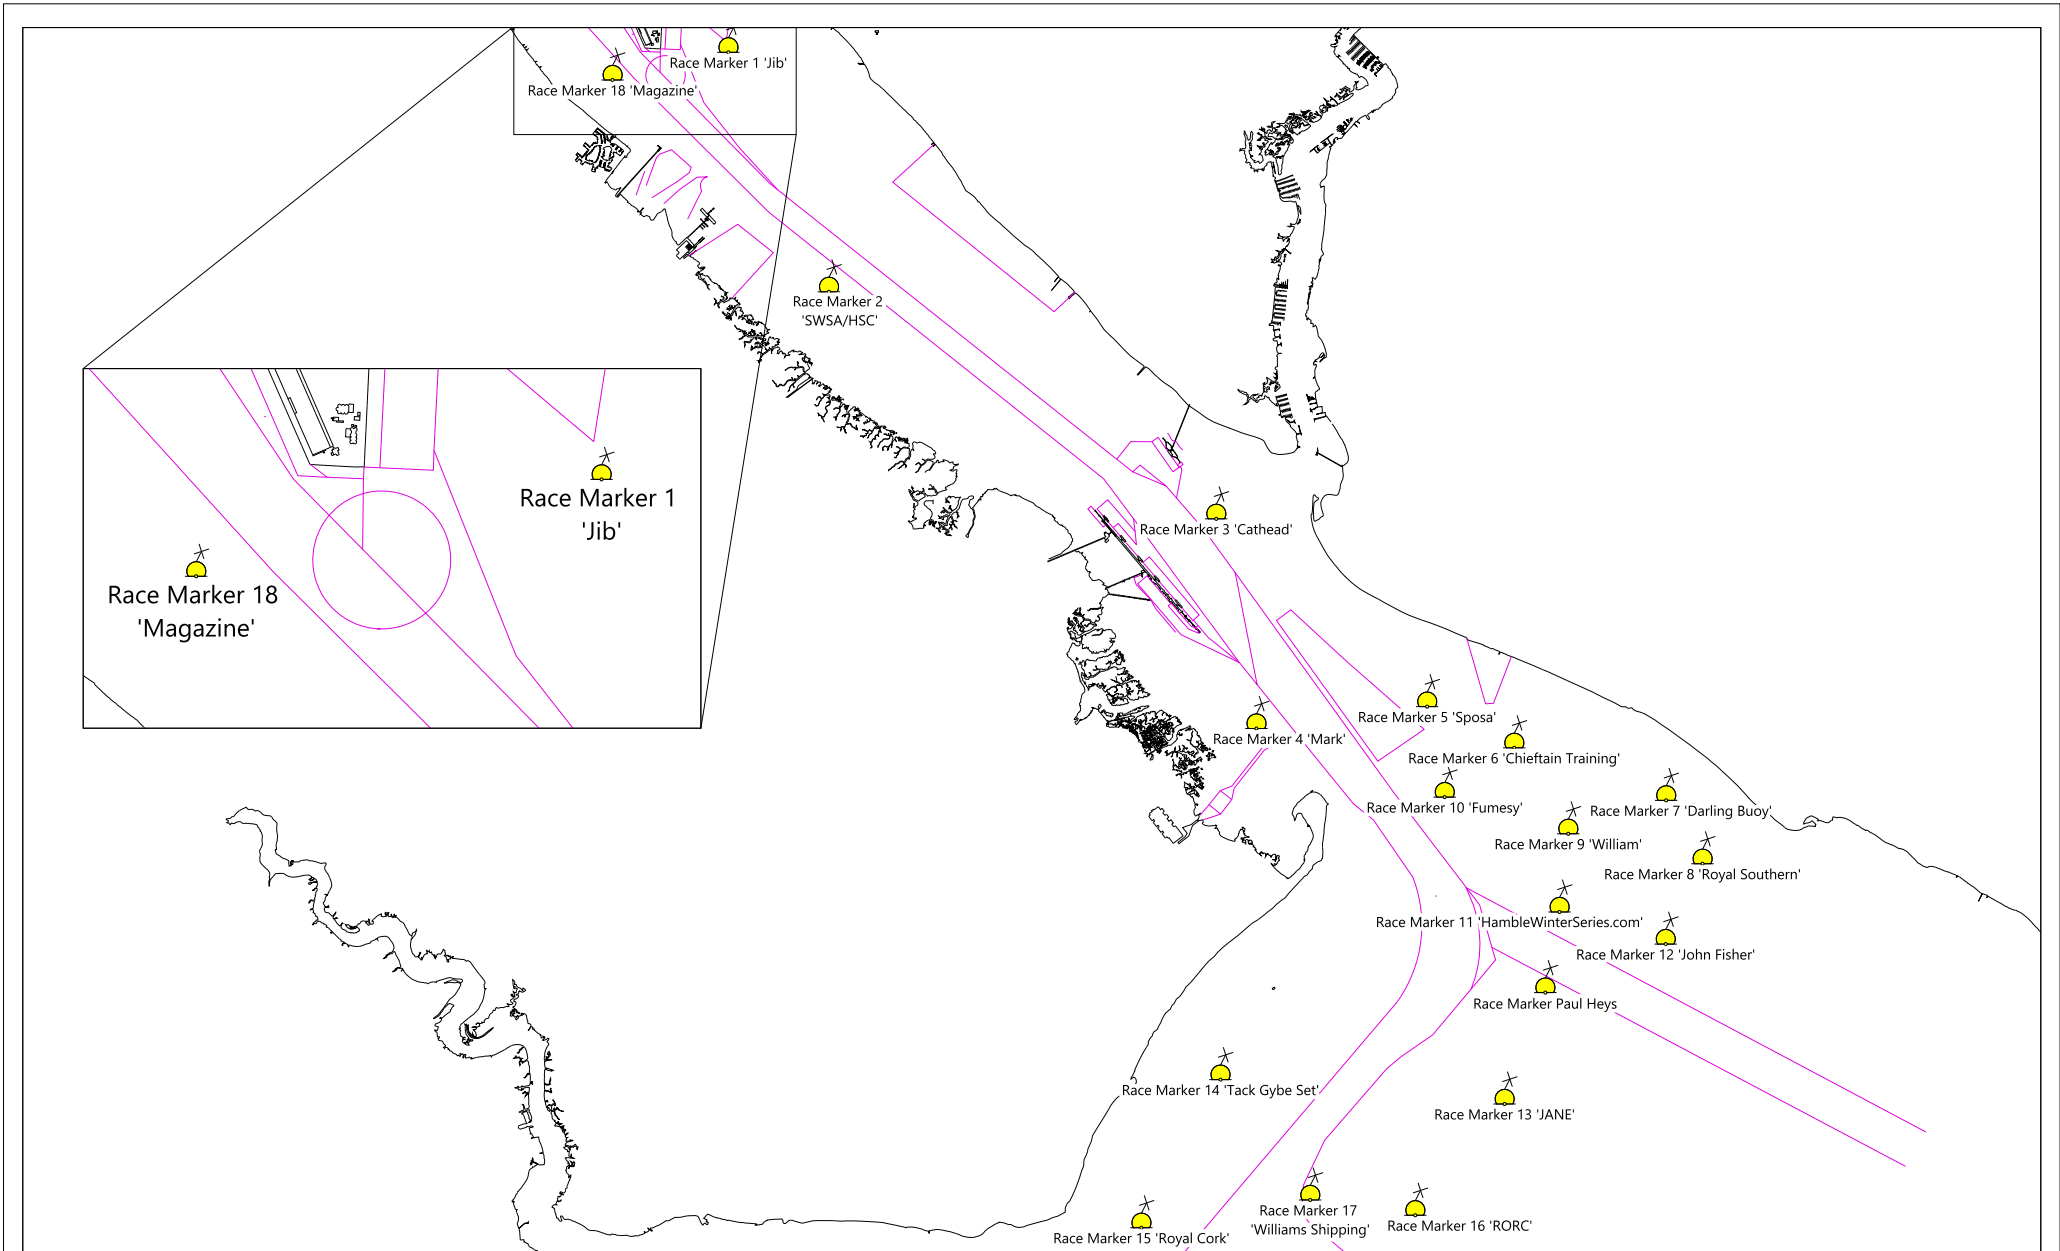 Race Marker 1 'Jib'
Race Marker 18 'Magazine'
Race Marker 2
'SWSA/HSC'
Race Marker 1
'Jib'
Race Marker 18
'Magazine'
Race Marker 3 'Cathead'
Race Marker 5 'Sposa'
Race Marker 4 'Mark'
Race Marker 6 'Chieftain Training'
Race Marker 10 'Fumesy'
Race Marker 7 'Darling Buoy'
Race Marker 9 'William'
Race Marker 8 'Royal Southern'
Race Marker 11 'HambleWinterSeries.com'
Race Marker 12 'John Fisher'
Race Marker Paul Heys
Race Marker 14 'Tack Gybe Set'
Race Marker 13 'JANE'
Race Marker 17
'Williams Shipping'
Race Marker 16 'RORC'
Race Marker 15 'Royal Cork'